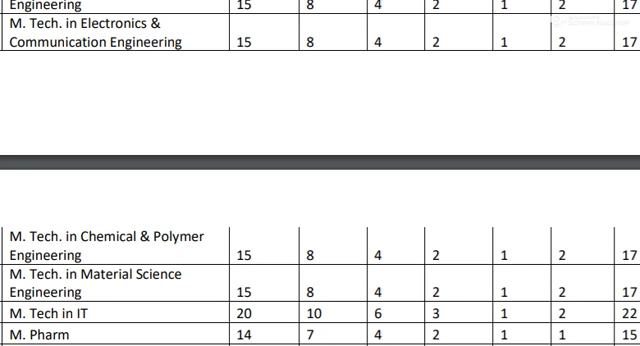 Engineering 15 8 4 2 1 2 17
M. Tech. in Electronics &
Communication Engineering 15 8 4 2 1 2 17
M. Tech. in Chemical & Polymer
Engineering 15 8 4 2 1 2 17
M. Tech. in Material Science
Engineering 15 8 4 2 1 2 17
M. Tech in IT 20 10 6 3 1 2 22
M. Pharm 14 7 4 2 1 1 15